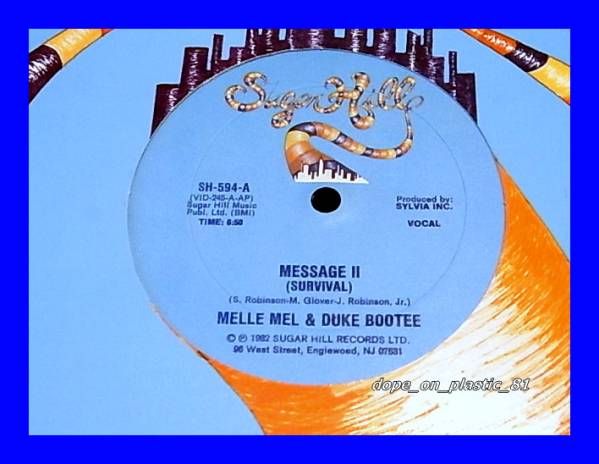 Sugar Hill
SH-594-A
(VID-245-A-AP)
Sugar Hill Music
Publ. Ltd. (BMI)
TIME: 6:50
Produced by:
SYLVIA INC.
VOCAL
MESSAGE II
(SURVIVAL)
(S. Robinson-M. Glover-J. Robinson, Jr.)
MELLE MEL & DUKE BOOTEE
© ℗ 1982 SUGAR HILL RECORDS LTD.
96 West Street, Englewood, NJ 07631
dope_on_plastic_81